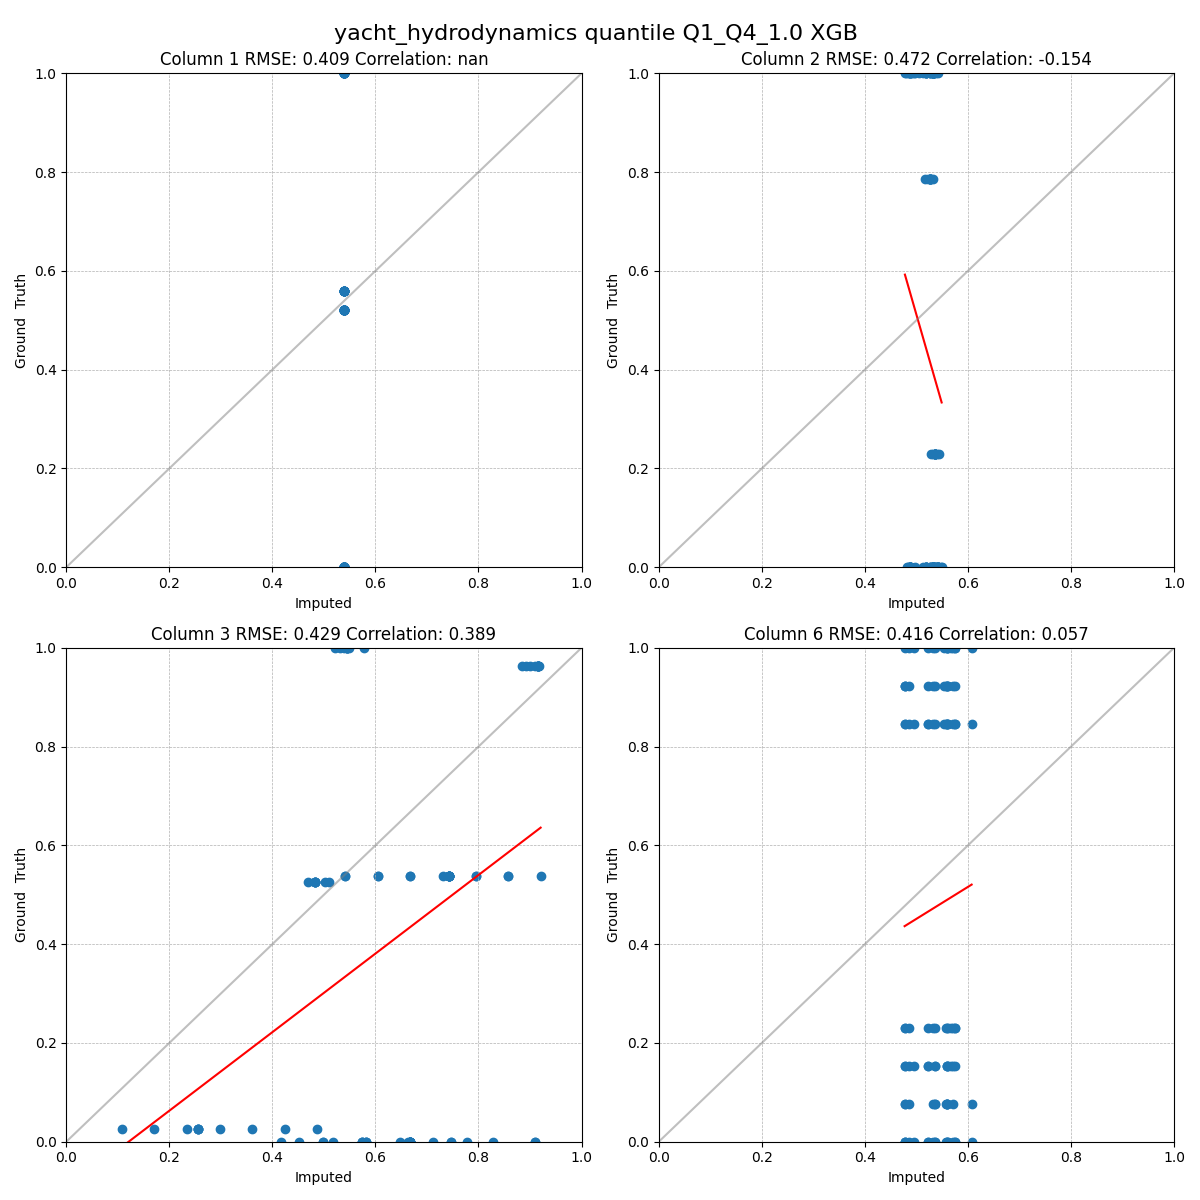 yacht_hydrodynamics quantile Q1_Q4_1.0 XGB
Column 1 RMSE: 0.409 Correlation: nan
1.0
0.8
0.6
0.4
0.2
0.0
Ground Truth
0.0 0.2 0.4 0.6 0.8 1.0
Imputed
Column 2 RMSE: 0.472 Correlation: -0.154
1.0
0.8
0.6
0.4
0.2
0.0
Ground Truth
0.0 0.2 0.4 0.6 0.8 1.0
Imputed
Column 3 RMSE: 0.429 Correlation: 0.389
1.0
0.8
0.6
0.4
0.2
0.0
Ground Truth
0.0 0.2 0.4 0.6 0.8 1.0
Imputed
Column 6 RMSE: 0.416 Correlation: 0.057
1.0
0.8
0.6
0.4
0.2
0.0
Ground Truth
0.0 0.2 0.4 0.6 0.8 1.0
Imputed